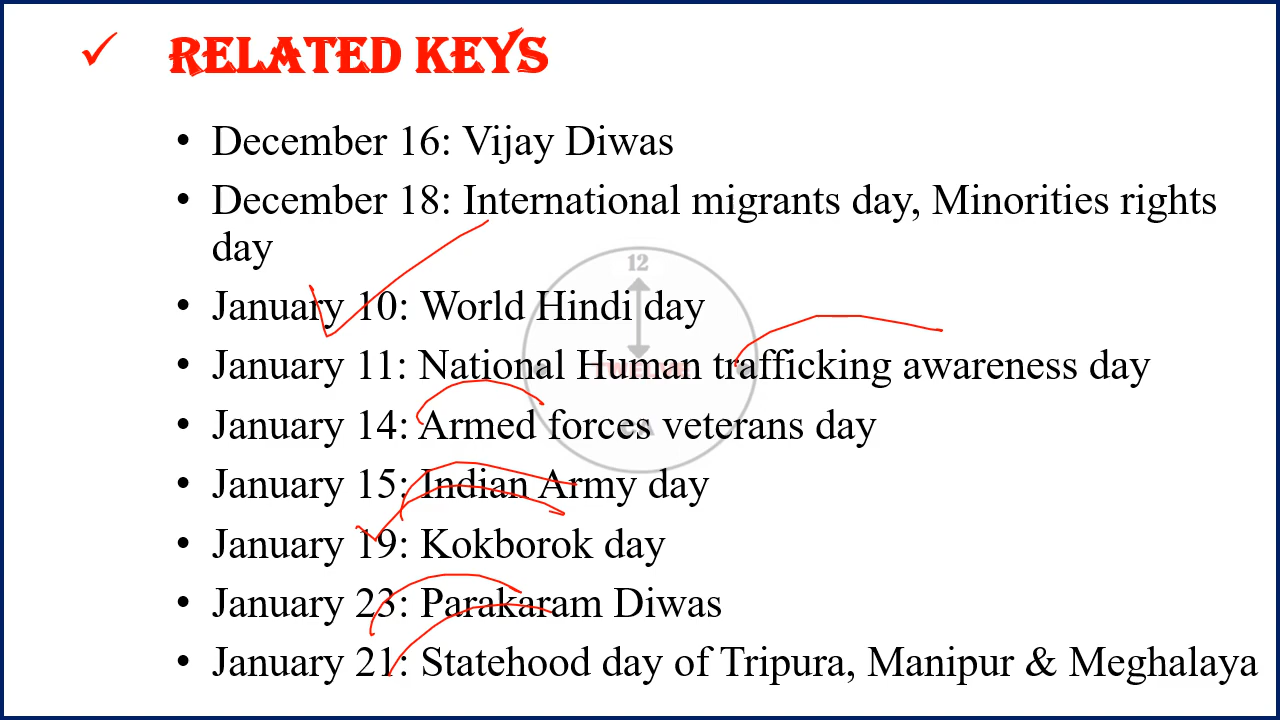 ✓ RELATED KEYS
• December 16: Vijay Diwas
• December 18: International migrants day, Minorities rights
day
12
• January 10: World Hindi day
• January 11: National Human trafficking awareness day
• January 14: Armed forces veterans day
• January 15: Indian Army day
• January 19: Kokborok day
• January 23: Parakaram Diwas
• January 21: Statehood day of Tripura, Manipur & Meghalaya